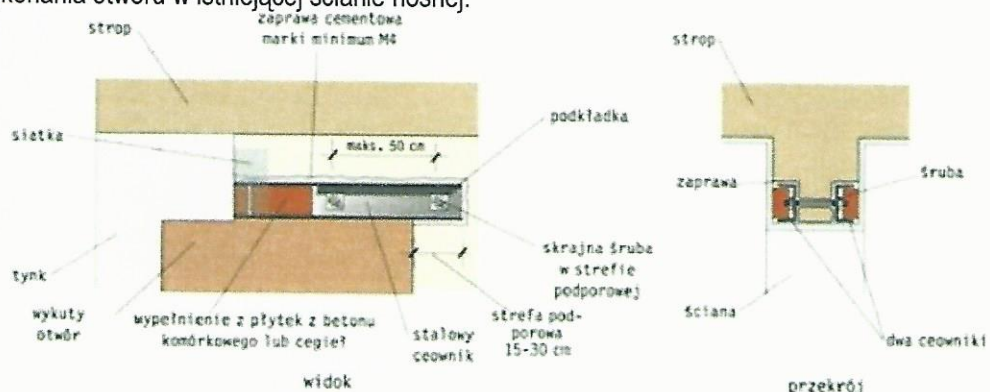 konania otworu w istniejącej ścianie nośnej.
strop
zaprawa cementowa
marki minimum M4
siatka
maks. 50 cm
podkładka
skrajna śruba
w strefie
podporowej
tynk
wykuty
otwór
wypełnienie z płytek z betonu
komórkowego lub cegieł
stalowy
ceownik
strefa pod-
porowa
15-30 cm
widok
strop
zaprawa
śruba
ściana
dwa ceowniki
przekrój